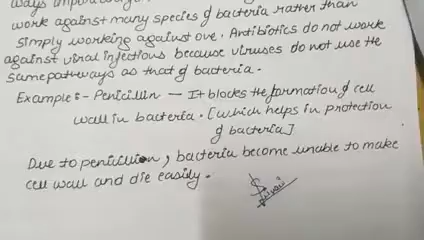 ways
work against many species of bacteria rather than
simply working against one. Antibiotics do not work
against viral infections because viruses do not use the
same pathways as that of bacteria.
Example :- Penicillin — It blocks the formation of cell
wall in bacteria. [which helps in protection
of bacteria]
Due to penicillion, bacteria become unable to make
cell wall and die easily.